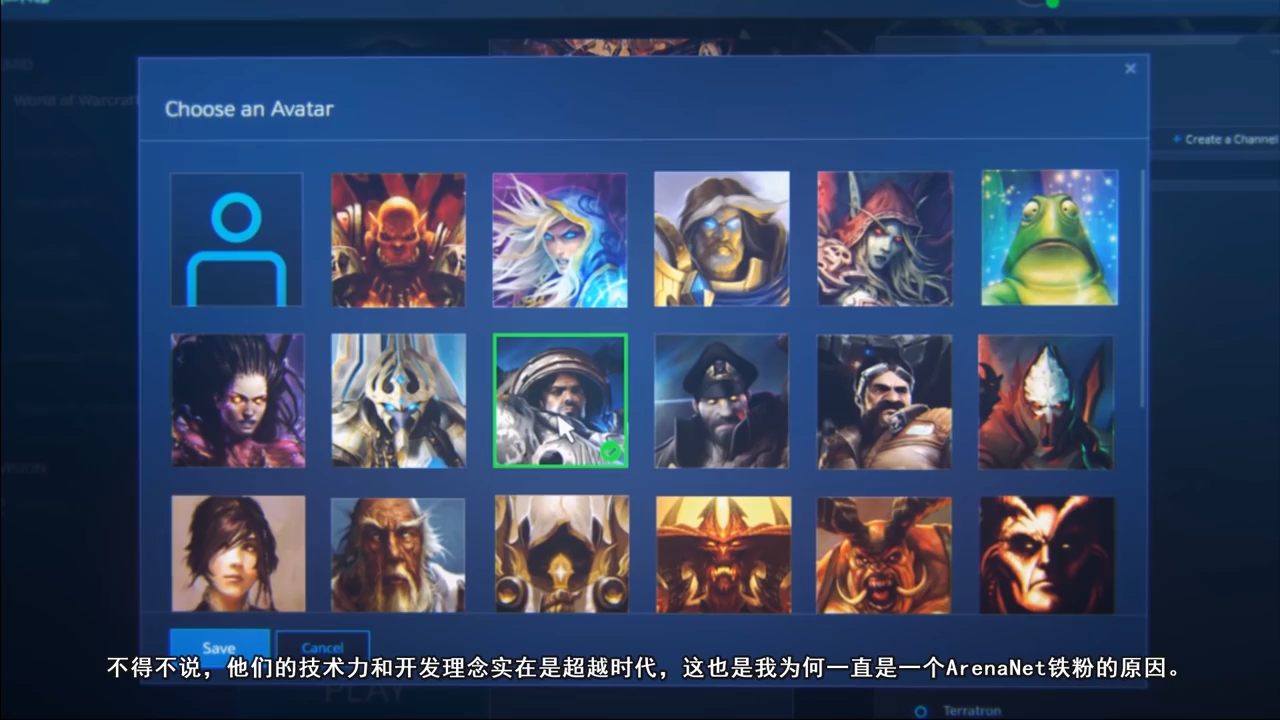 World of Warcraft
Choose an Avatar
+ Create a Channel
VISION
Save
Cancel
不得不说，他们的技术力和开发理念实在是超越时代，这也是我为何一直是一个ArenaNet铁粉的原因。
PLAY
Terratron